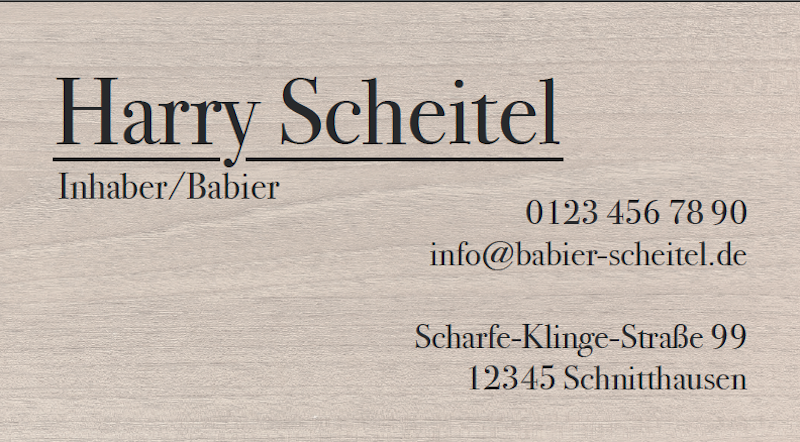 Harry Scheitel
Inhaber/Babier
0123 456 78 90
info@babier-scheitel.de
Scharfe-Klinge-Straße 99
12345 Schnitthausen